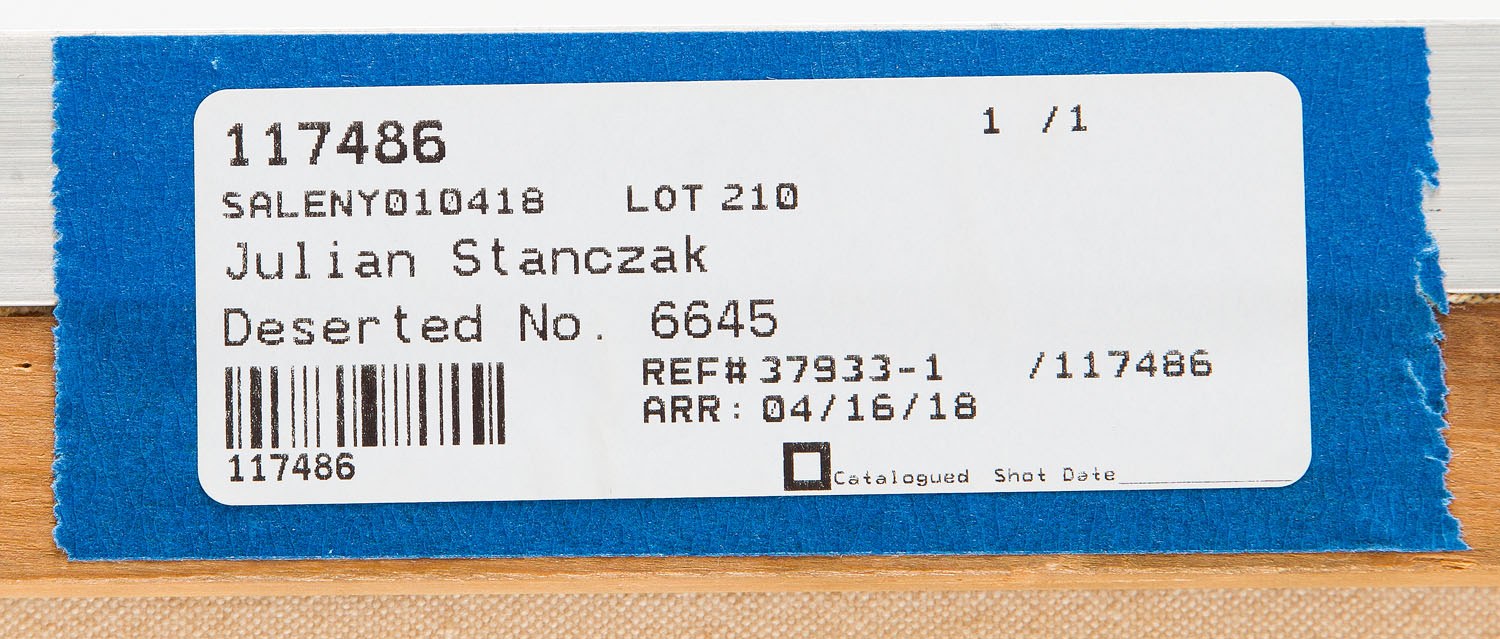 117486 1 /1
SALENY010418 LOT 210
Julian Stanczak
Deserted No. 6645
REF# 37933-1 /117486
ARR: 04/16/18
117486
Catalogued Shot Date